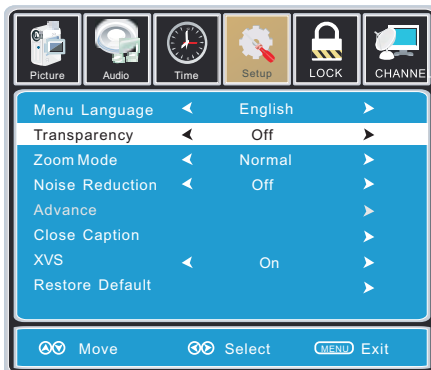 Picture Audio Time Setup LOCK CHANNEL
Menu Language English
Transparency Off
Zoom Mode Normal
Noise Reduction Off
Advance
Close Caption
XVS On
Restore Default
Move Select MENU Exit